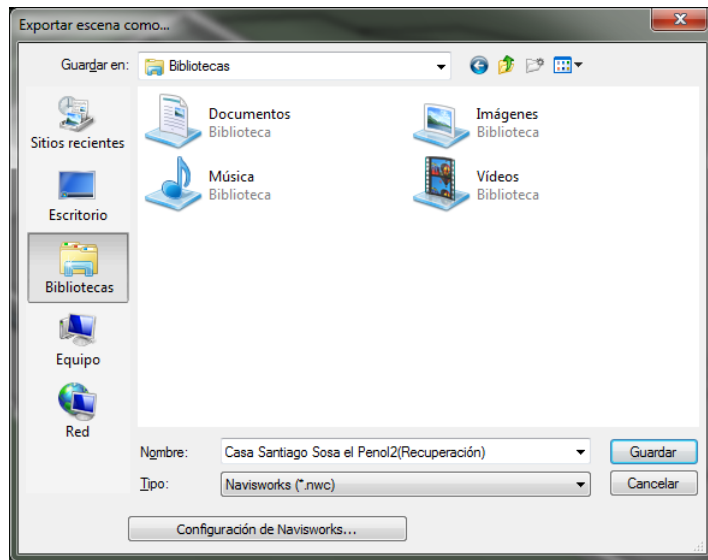 Exportar escena como...
Guardar en:
Bibliotecas
Sitios recientes
Escritorio
Bibliotecas
Equipo
Red
Documentos
Biblioteca
Imágenes
Biblioteca
Música
Biblioteca
Vídeos
Biblioteca
Nombre:
Casa Santiago Sosa el Penol2(Recuperación)
Guardar
Tipo:
Navisworks (*.nwc)
Cancelar
Configuración de Navisworks...